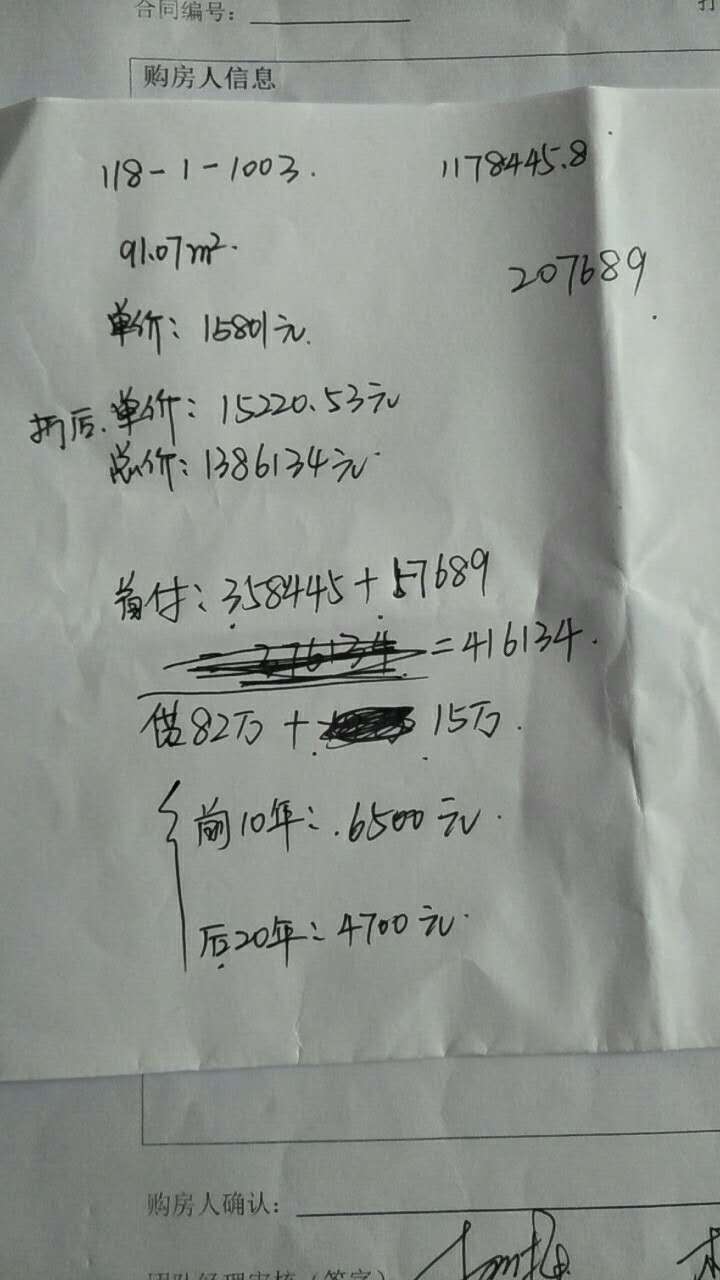 合同编号：
购房人信息
118-1-1003.
1178445.8
91.07m².
207689
单价：15801元.
折后.单价：15220.53元
总价：1386134元.
首付：358445+57689
=416134.
借82万+ 15万.
前10年：.6500元.
后20年：4700元.
购房人确认：